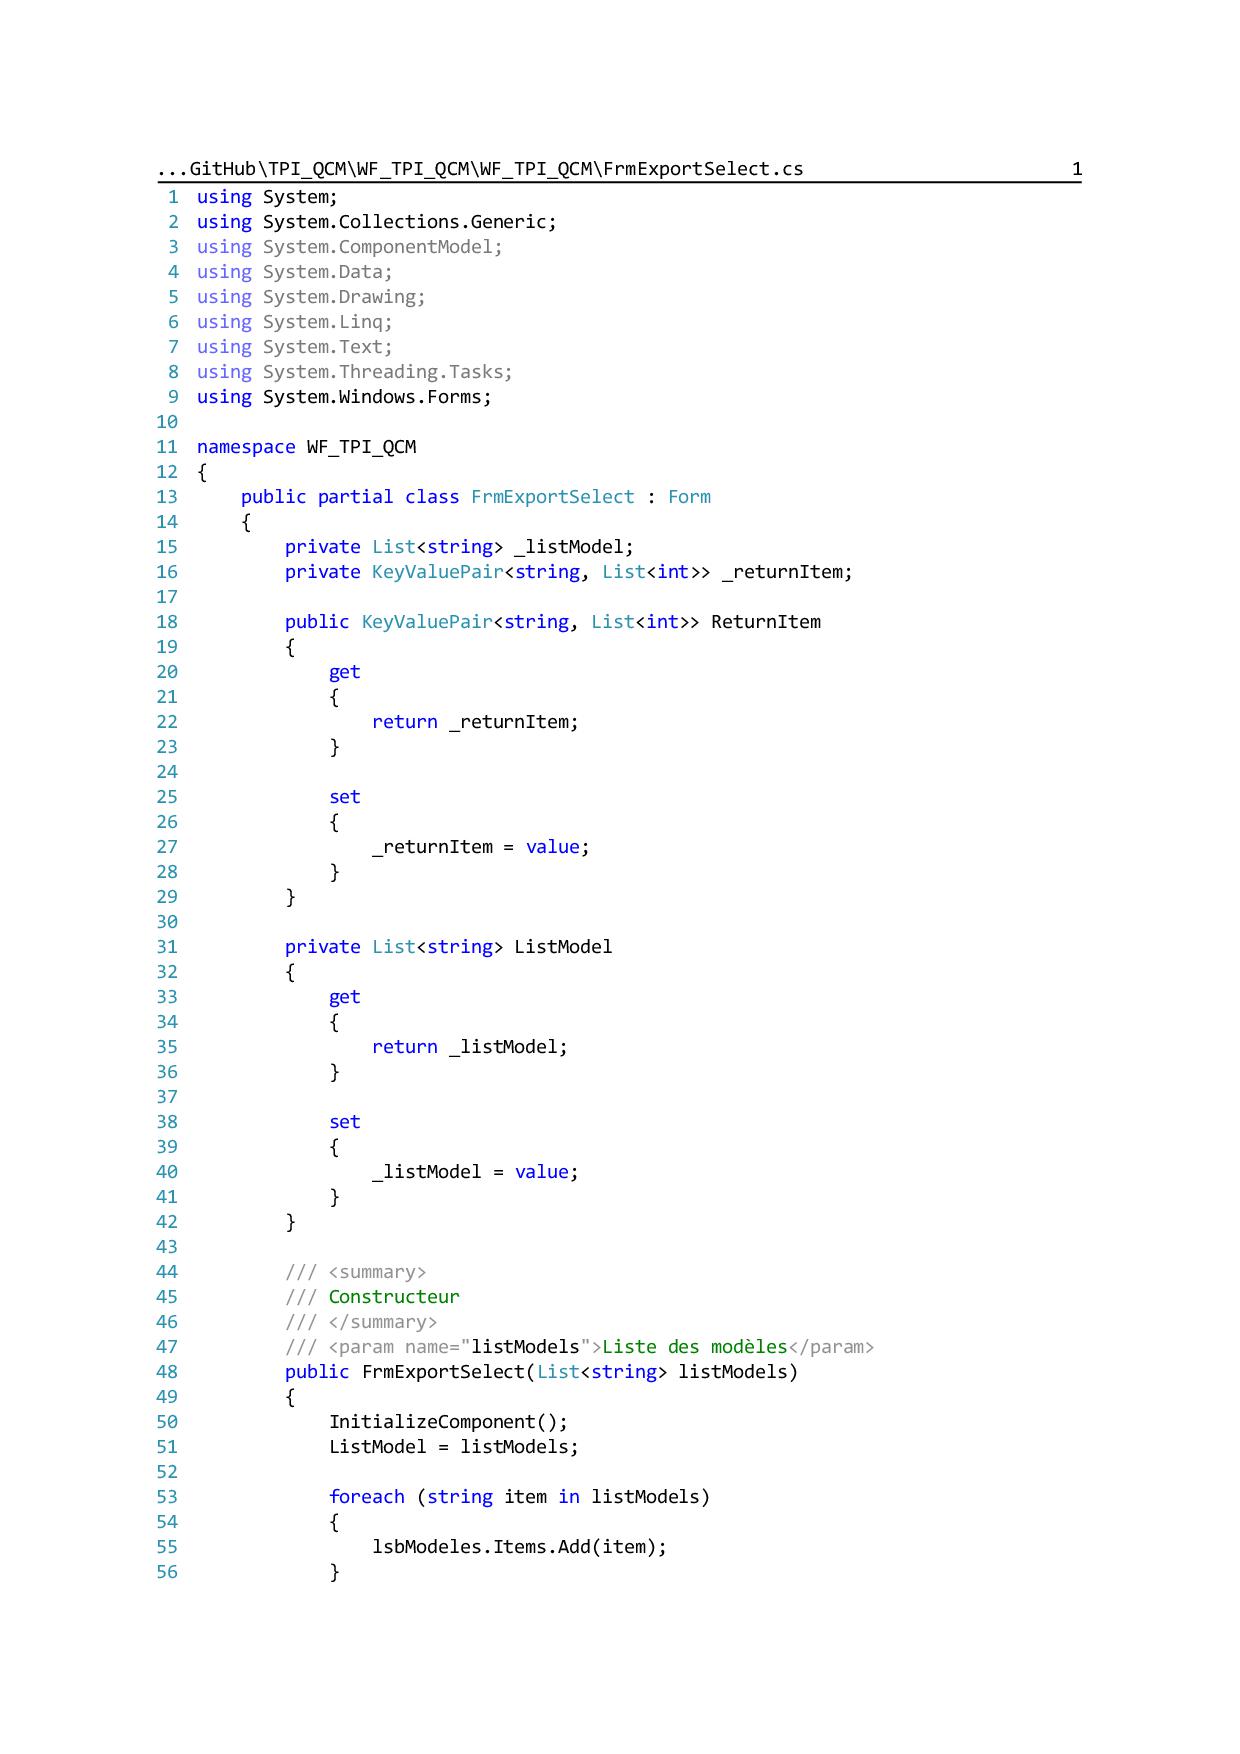 ...GitHub\TPI_QCM\WF_TPI_QCM\WF_TPI_QCM\FrmExportSelect.cs 1
1 using System;
2 using System.Collections.Generic;
3 using System.ComponentModel;
4 using System.Data;
5 using System.Drawing;
6 using System.Linq;
7 using System.Text;
8 using System.Threading.Tasks;
9 using System.Windows.Forms;
10
11 namespace WF_TPI_QCM
12 {
13     public partial class FrmExportSelect : Form
14     {
15         private List<string> _listModel;
16         private KeyValuePair<string, List<int>> _returnItem;
17
18         public KeyValuePair<string, List<int>> ReturnItem
19         {
20             get
21             {
22                 return _returnItem;
23             }
24
25             set
26             {
27                 _returnItem = value;
28             }
29         }
30
31         private List<string> ListModel
32         {
33             get
34             {
35                 return _listModel;
36             }
37
38             set
39             {
40                 _listModel = value;
41             }
42         }
43
44         /// <summary>
45         /// Constructeur
46         /// </summary>
47         /// <param name="listModels">Liste des modèles</param>
48         public FrmExportSelect(List<string> listModels)
49         {
50             InitializeComponent();
51             ListModel = listModels;
52
53             foreach (string item in listModels)
54             {
55                 lsbModeles.Items.Add(item);
56             }